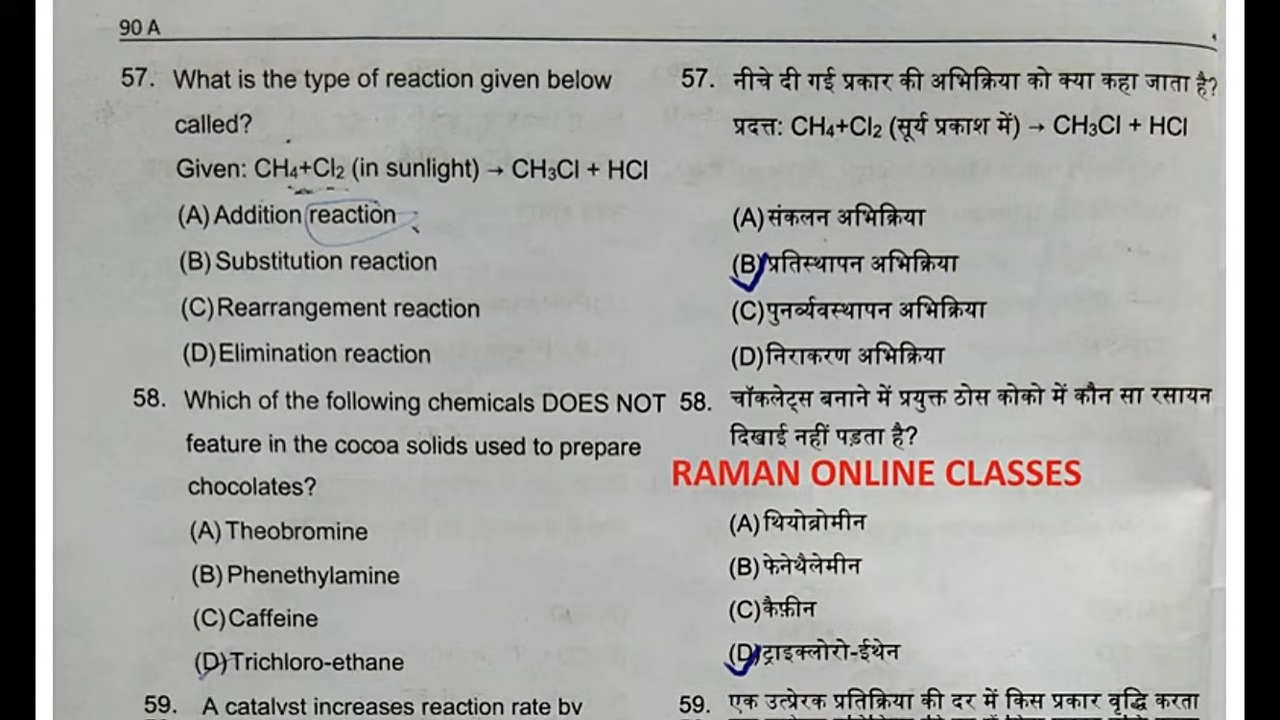 90 A
57. What is the type of reaction given below
called?
Given: CH₄+Cl₂ (in sunlight) → CH₃Cl + HCl
(A) Addition reaction
(B) Substitution reaction
(C) Rearrangement reaction
(D) Elimination reaction
58. Which of the following chemicals DOES NOT
feature in the cocoa solids used to prepare
chocolates?
(A) Theobromine
(B) Phenethylamine
(C) Caffeine
(D) Trichloro-ethane
59. A catalyst increases reaction rate by
57. नीचे दी गई प्रकार की अभिक्रिया को क्या कहा जाता है?
प्रदत्त: CH₄+Cl₂ (सूर्य प्रकाश में) → CH₃Cl + HCl
(A) संकलन अभिक्रिया
(B) प्रतिस्थापन अभिक्रिया
(C) पुनर्व्यवस्थापन अभिक्रिया
(D) निराकरण अभिक्रिया
58. चॉकलेट्स बनाने में प्रयुक्त ठोस कोको में कौन सा रसायन
दिखाई नहीं पड़ता है?
RAMAN ONLINE CLASSES
(A) थियोब्रोमीन
(B) फेनेथैलेमीन
(C) कैफ़ीन
(D) ट्राइक्लोरो-ईथेन
59. एक उत्प्रेरक प्रतिक्रिया की दर में किस प्रकार वृद्धि करता